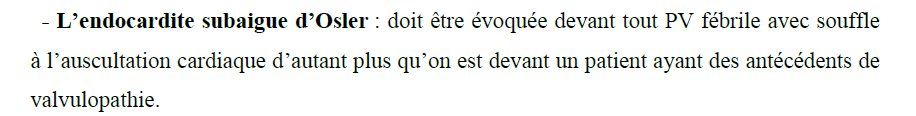 - L’endocardite subaigue d’Osler : doit être évoquée devant tout PV fébrile avec souffle
à l’auscultation cardiaque d’autant plus qu’on est devant un patient ayant des antécédents de
valvulopathie.